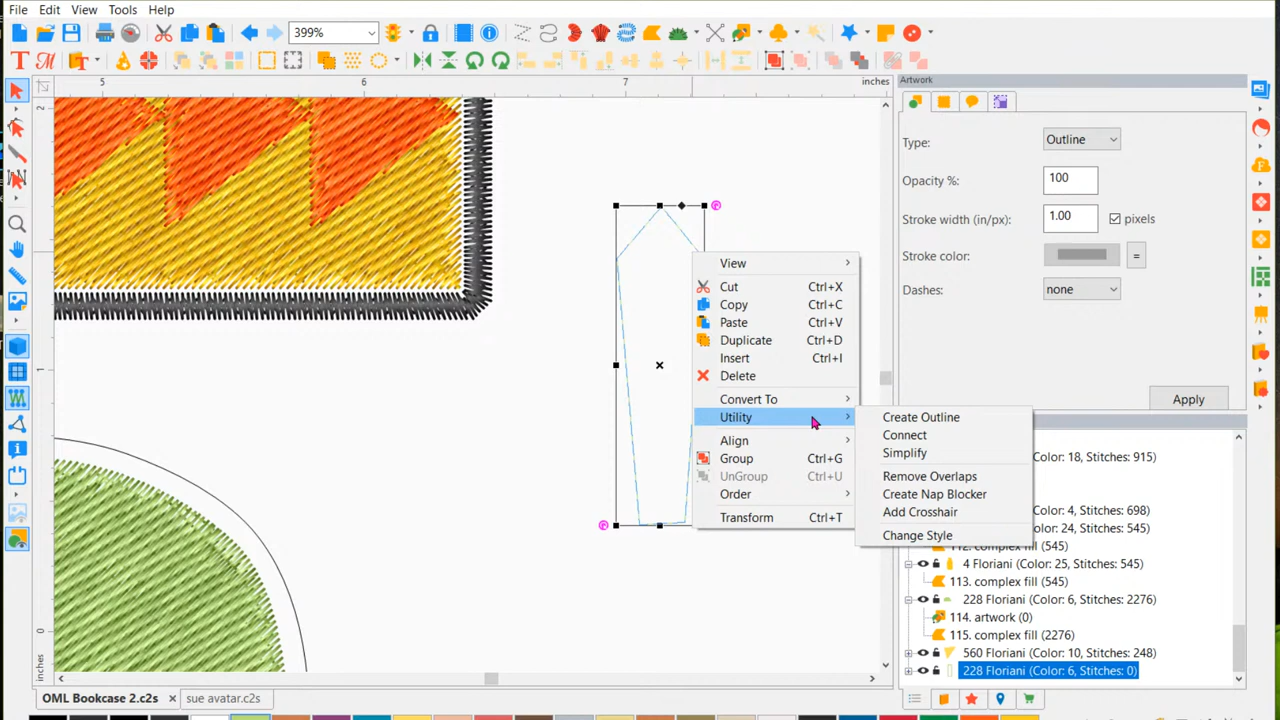 File Edit View Tools Help
399%
T M
5 6 7 inches
2
1
0
inches
Artwork
Type: Outline
Opacity %: 100
Stroke width (in/px): 1.00 pixels
Stroke color: =
Dashes: none
Apply
View
Cut Ctrl+X
Copy Ctrl+C
Paste Ctrl+V
Duplicate Ctrl+D
Insert Ctrl+I
Delete
Convert To
Utility
Align
Group Ctrl+G
UnGroup Ctrl+U
Order
Transform Ctrl+T
Create Outline
Connect
Simplify
Remove Overlaps
Create Nap Blocker
Add Crosshair
Change Style
Color: 18, Stitches: 915)
Color: 4, Stitches: 698)
Color: 24, Stitches: 545)
112. complex fill (545)
4 Floriani (Color: 25, Stitches: 545)
113. complex fill (545)
228 Floriani (Color: 6, Stitches: 2276)
114. artwork (0)
115. complex fill (2276)
560 Floriani (Color: 10, Stitches: 248)
228 Floriani (Color: 6, Stitches: 0)
OML Bookcase 2.c2s × sue avatar.c2s